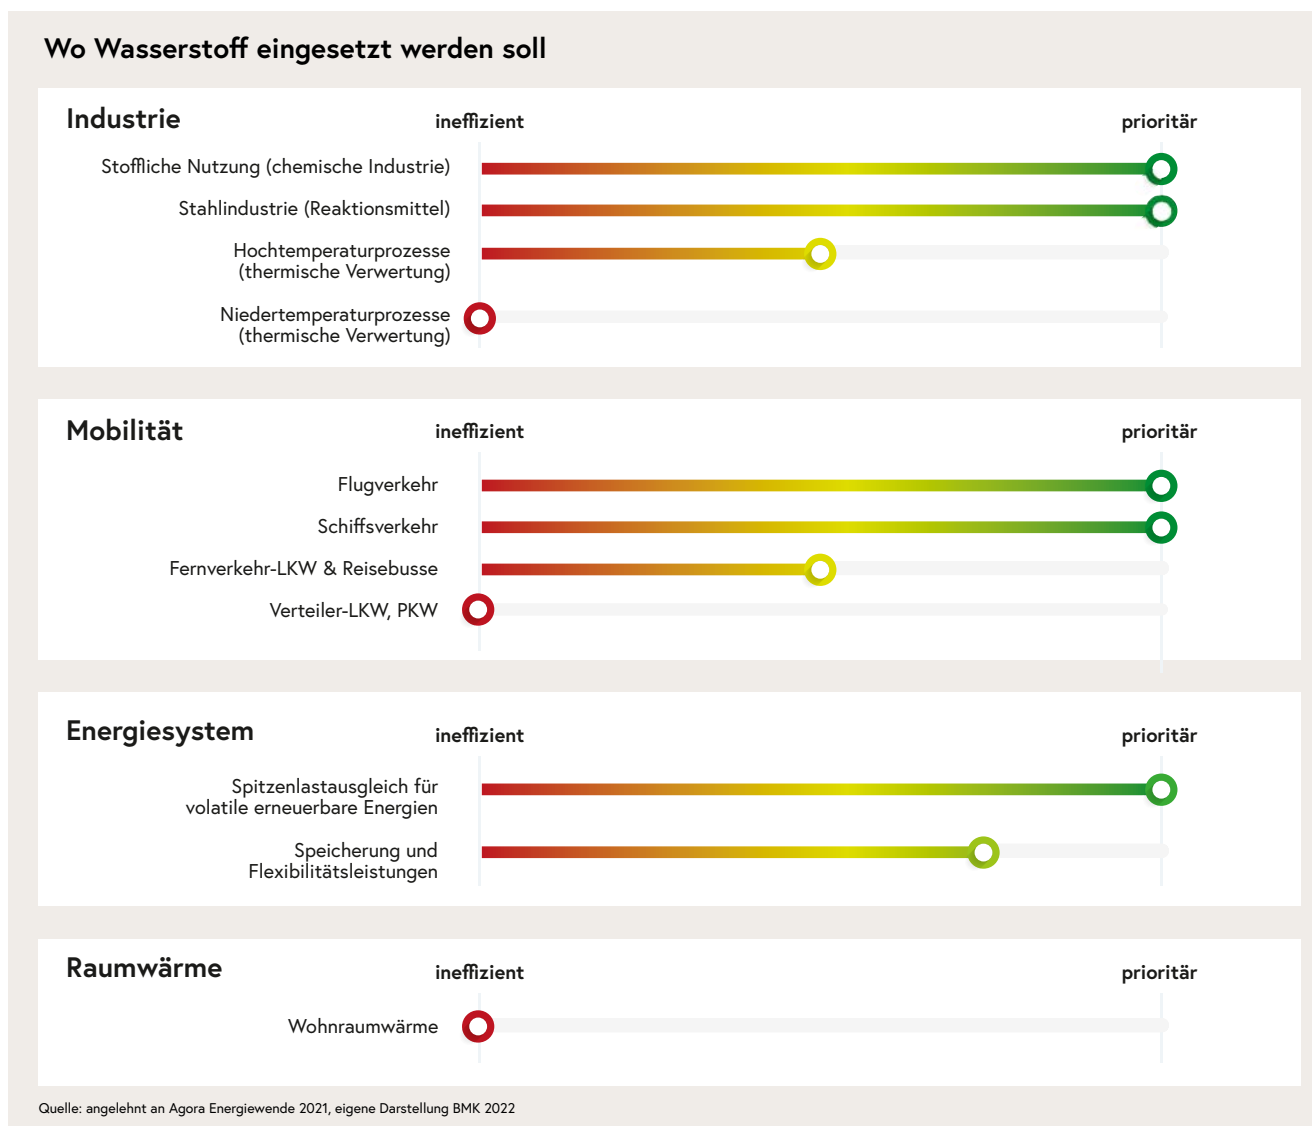 Wo Wasserstoff eingesetzt werden soll
Industrie
ineffizient
prioritär
Stoffliche Nutzung (chemische Industrie)
Stahlindustrie (Reaktionsmittel)
Hochtemperaturprozesse
(thermische Verwertung)
Niedertemperaturprozesse
(thermische Verwertung)
Mobilität
ineffizient
prioritär
Flugverkehr
Schiffsverkehr
Fernverkehr-LKW & Reisebusse
Verteiler-LKW, PKW
Energiesystem
ineffizient
prioritär
Spitzenlastausgleich für
volatile erneuerbare Energien
Speicherung und
Flexibilitätsleistungen
Raumwärme
ineffizient
prioritär
Wohnraumwärme
Quelle: angelehnt an Agora Energiewende 2021, eigene Darstellung BMK 2022